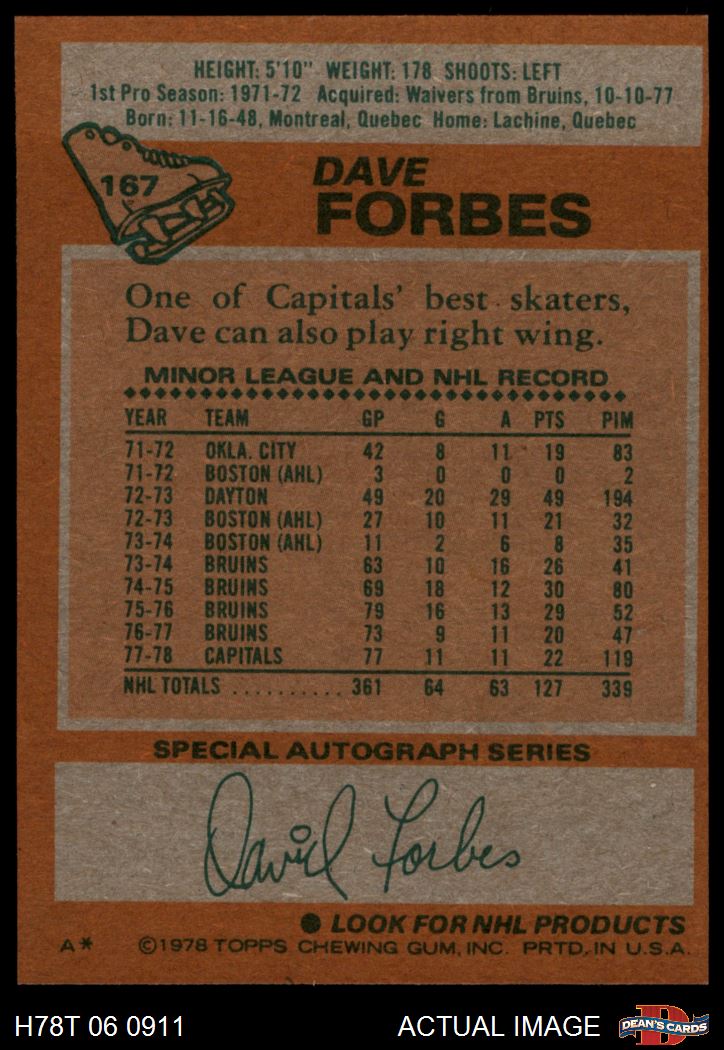 HEIGHT: 5'10" WEIGHT: 178 SHOOTS: LEFT
1st Pro Season: 1971-72 Acquired: Waivers from Bruins, 10-10-77
Born: 11-16-48, Montreal, Quebec Home: Lachine, Quebec
167
DAVE
FORBES
One of Capitals' best skaters,
Dave can also play right wing.
MINOR LEAGUE AND NHL RECORD
YEAR TEAM GP G A PTS PIM
71-72 OKLA. CITY 42 8 11 19 83
71-72 BOSTON (AHL) 3 0 0 0 2
72-73 DAYTON 49 20 29 49 194
72-73 BOSTON (AHL) 27 10 11 21 32
73-74 BOSTON (AHL) 11 2 6 8 35
73-74 BRUINS 63 10 16 26 41
74-75 BRUINS 69 18 12 30 80
75-76 BRUINS 79 16 13 29 52
76-77 BRUINS 73 9 11 20 47
77-78 CAPITALS 77 11 11 22 119
NHL TOTALS .......... 361 64 63 127 339
SPECIAL AUTOGRAPH SERIES
David Forbes
● LOOK FOR NHL PRODUCTS
A* ©1978 TOPPS CHEWING GUM, INC. PRTD. IN U.S.A.
H78T 06 0911 ACTUAL IMAGE D DEAN'S CARDS